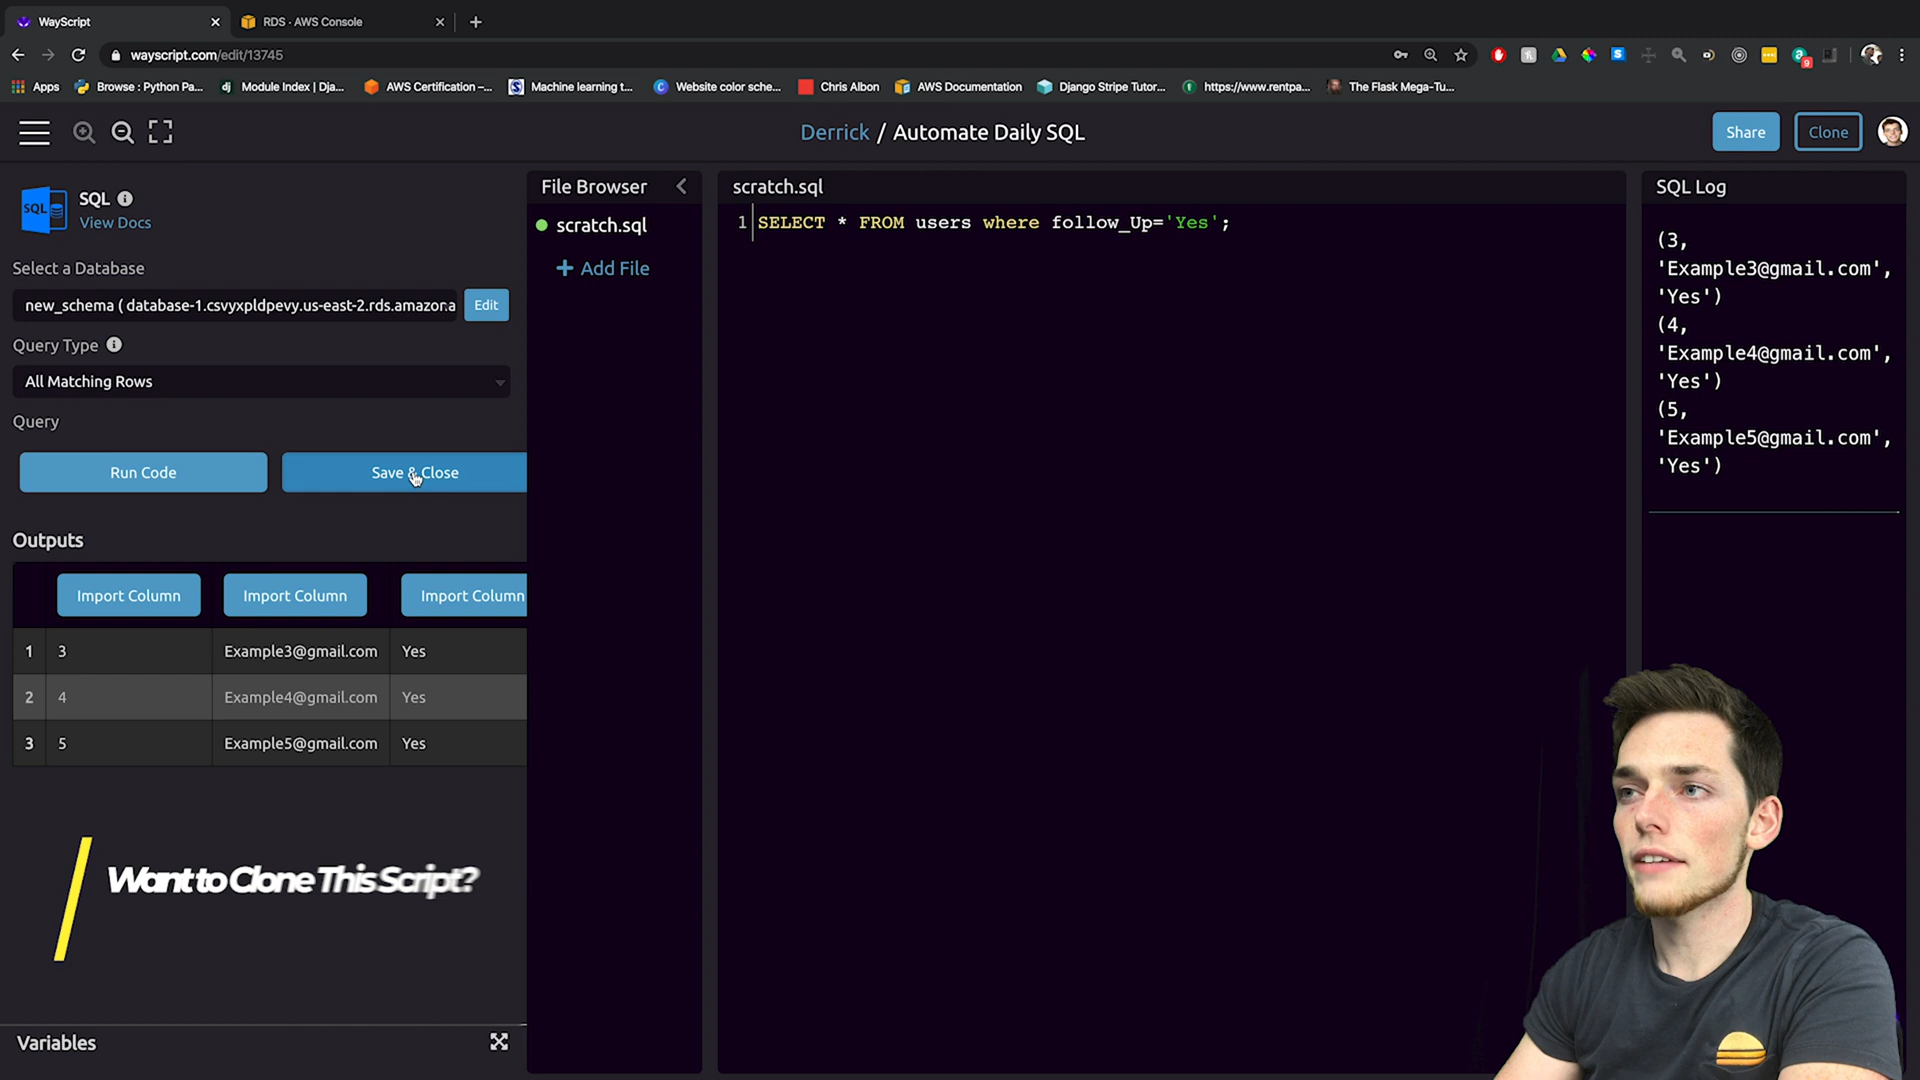 WayScript
RDS · AWS Console
wayscript.com/edit/13745
Apps
Browse : Python Pa...
Module Index | Dja...
AWS Certification –...
Machine learning t...
Website color sche...
Chris Albon
AWS Documentation
Django Stripe Tutor...
https://www.rentpa...
The Flask Mega-Tu...
Derrick / Automate Daily SQL
Share
Clone
SQL
SQL
View Docs
Select a Database
new_schema ( database-1.csvyxpldpevy.us-east-2.rds.amazona
Edit
Query Type
All Matching Rows
Query
Run Code
Save & Close
Outputs
Import Column
Import Column
Import Column
1 3 Example3@gmail.com Yes
2 4 Example4@gmail.com Yes
3 5 Example5@gmail.com Yes
Want to Clone This Script?
Variables
File Browser
scratch.sql
Add File
scratch.sql
1 SELECT * FROM users where follow_Up='Yes';
SQL Log
(3,
'Example3@gmail.com',
'Yes')
(4,
'Example4@gmail.com',
'Yes')
(5,
'Example5@gmail.com',
'Yes')
9